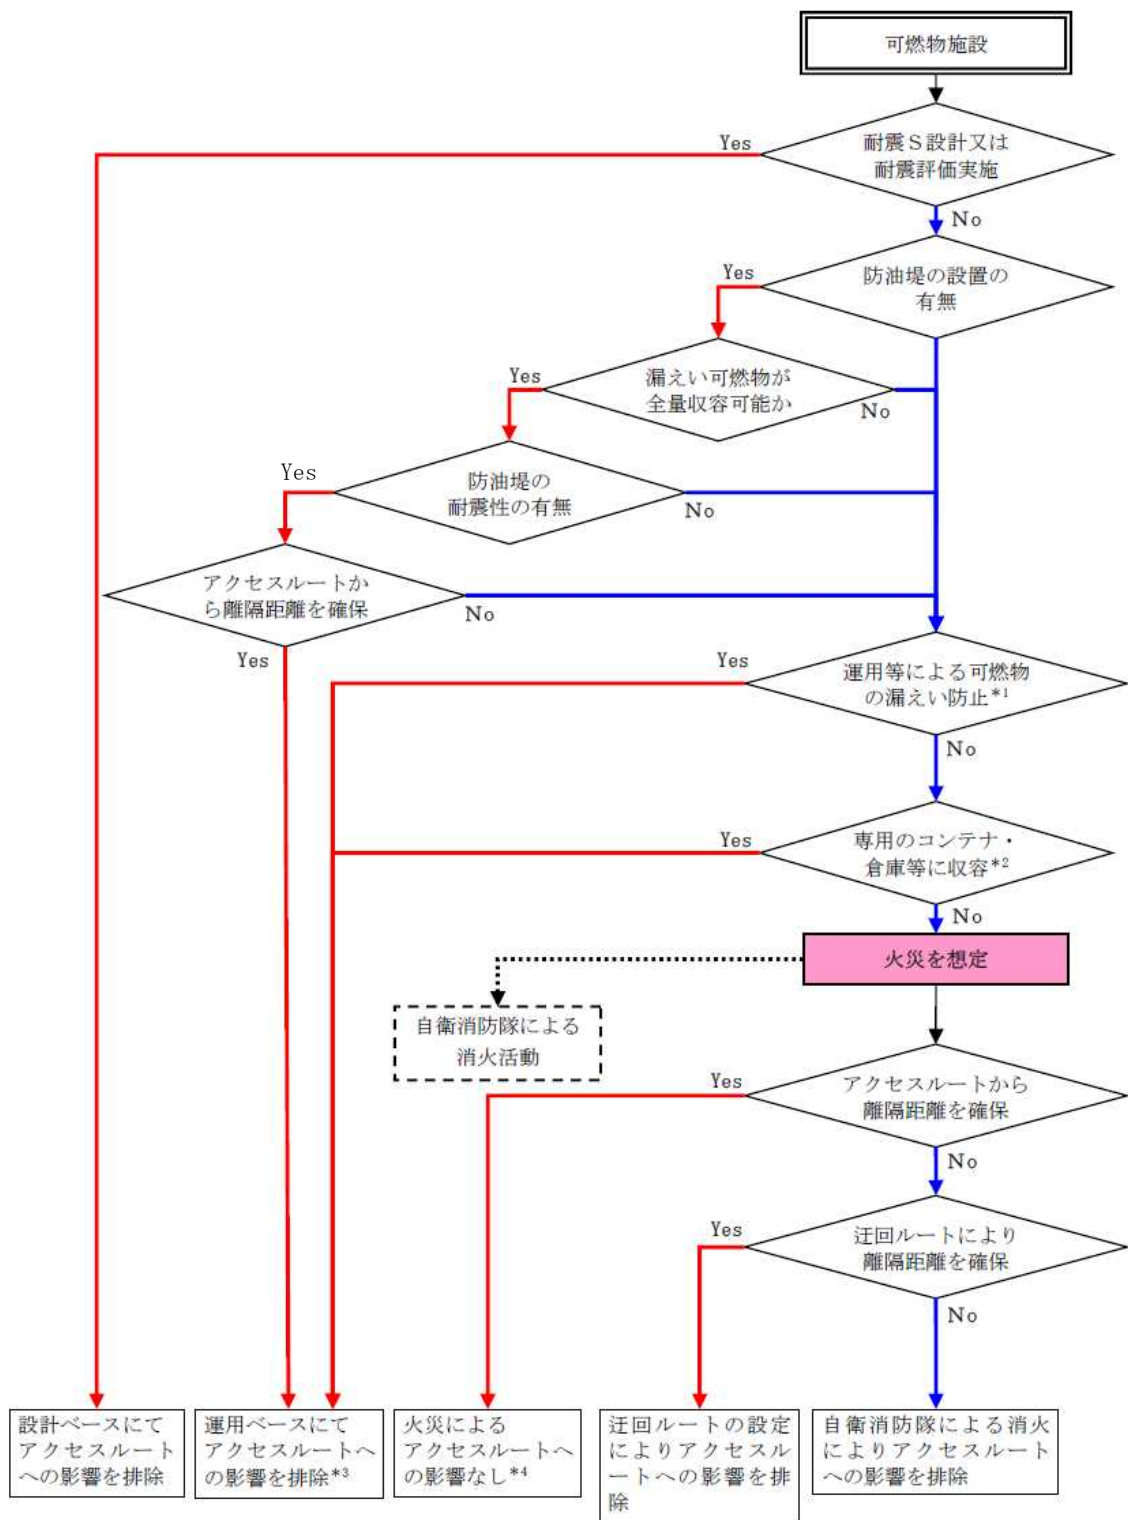 可燃物施設
耐震Ｓ設計又は
耐震評価実施
Yes
No
防油堤の設置の
有無
Yes
漏えい可燃物が
全量収容可能か
Yes
No
防油堤の
耐震性の有無
Yes
No
アクセスルートか
ら離隔距離を確保
No
Yes
運用等による可燃物
の漏えい防止*1
Yes
No
専用のコンテナ・
倉庫等に収容*2
Yes
No
火災を想定
自衛消防隊による
消火活動
アクセスルートから
離隔距離を確保
Yes
No
迂回ルートにより
離隔距離を確保
Yes
No
設計ベースにて
アクセスルート
への影響を排除
運用ベースにて
アクセスルートへ
の影響を排除*3
火災による
アクセスルートへ
の影響なし*4
迂回ルートの設定
によりアクセスル
ートへの影響を排
除
自衛消防隊による消火
によりアクセスルート
への影響を排除